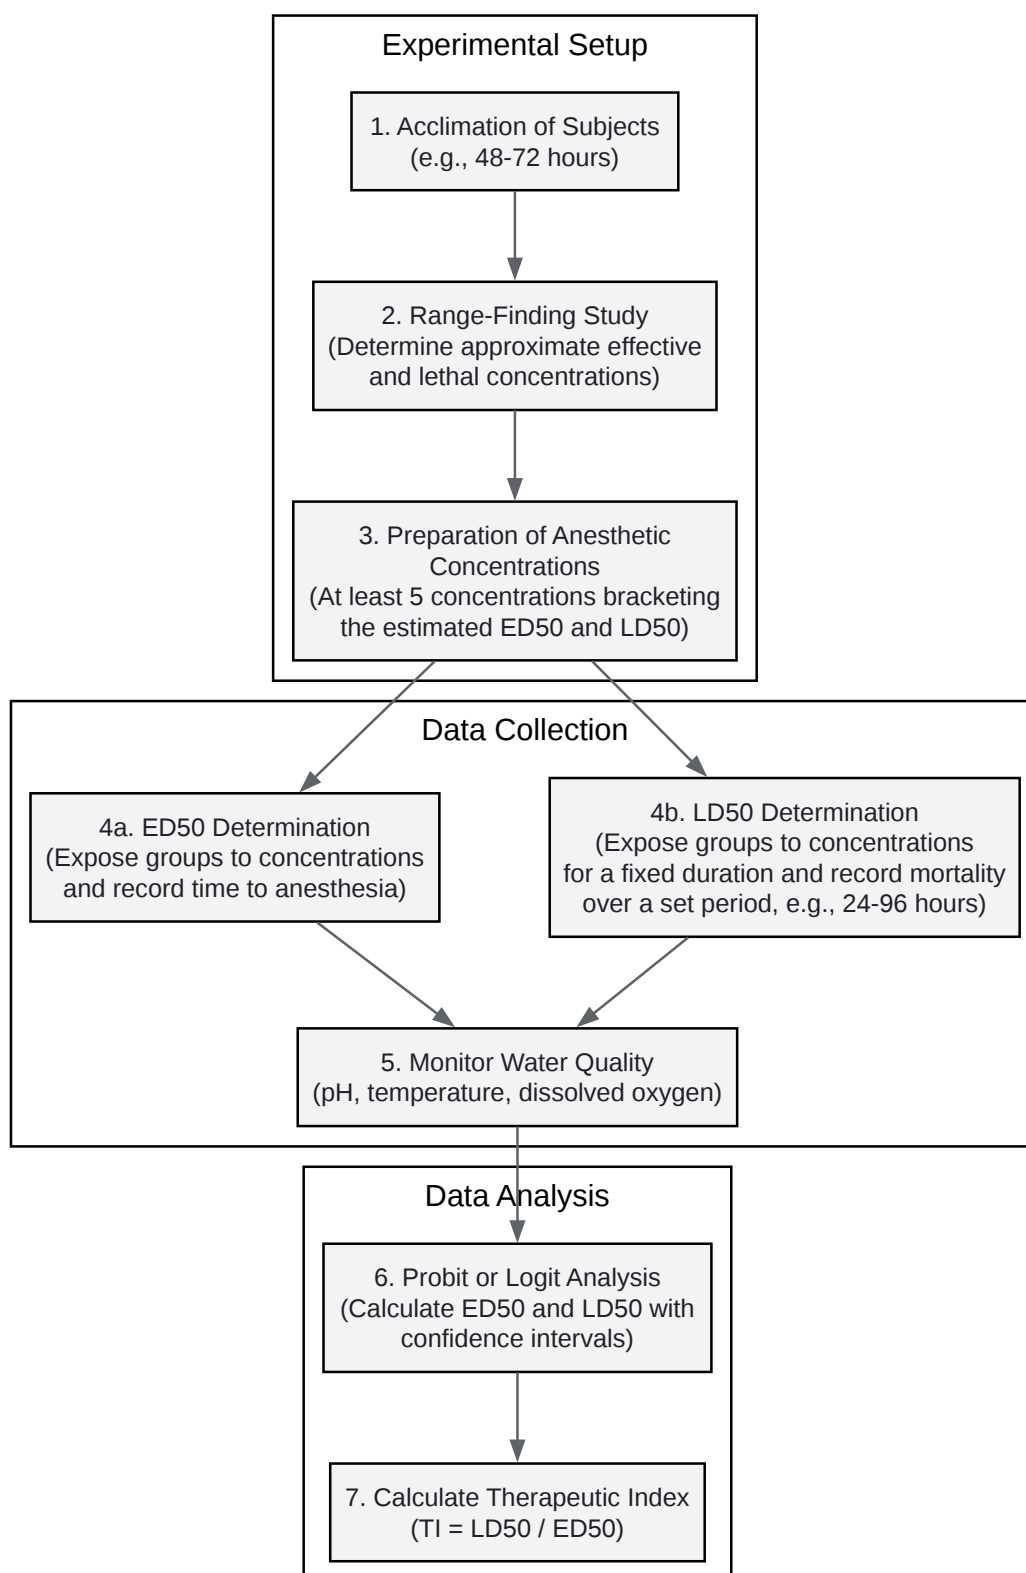 Experimental Setup
1. Acclimation of Subjects
(e.g., 48-72 hours)
2. Range-Finding Study
(Determine approximate effective
and lethal concentrations)
3. Preparation of Anesthetic
Concentrations
(At least 5 concentrations bracketing
the estimated ED50 and LD50)
Data Collection
4a. ED50 Determination
(Expose groups to concentrations
and record time to anesthesia)
4b. LD50 Determination
(Expose groups to concentrations
for a fixed duration and record mortality
over a set period, e.g., 24-96 hours)
5. Monitor Water Quality
(pH, temperature, dissolved oxygen)
Data Analysis
6. Probit or Logit Analysis
(Calculate ED50 and LD50 with
confidence intervals)
7. Calculate Therapeutic Index
(TI = LD50 / ED50)